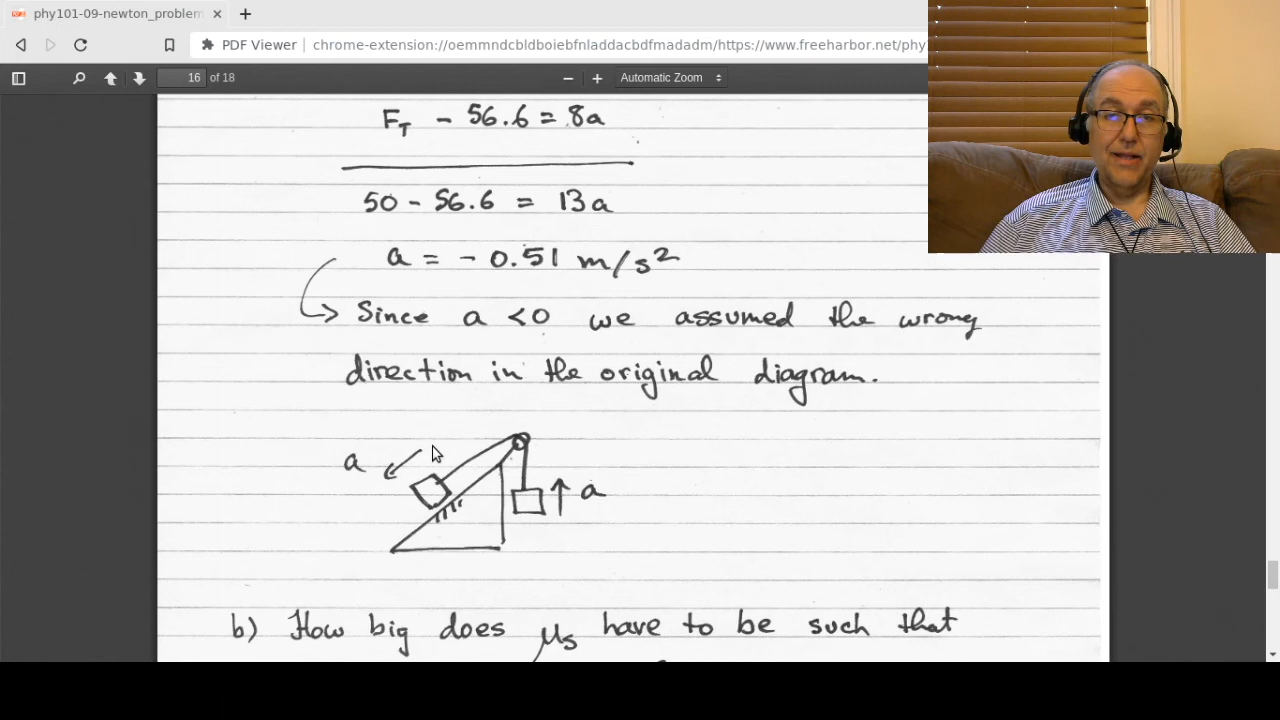 phy101-09-newton_problem
PDF Viewer chrome-extension://oemmndcbldboiebfnladdacbdfmadadm/https://www.freeharbor.net/phy
16 of 18
Automatic Zoom
F_T - 56.6 = 8a
50 - 56.6 = 13a
a = - 0.51 m/s²
Since a < 0 we assumed the wrong
direction in the original diagram.
a
a
b) How big does μs have to be such that